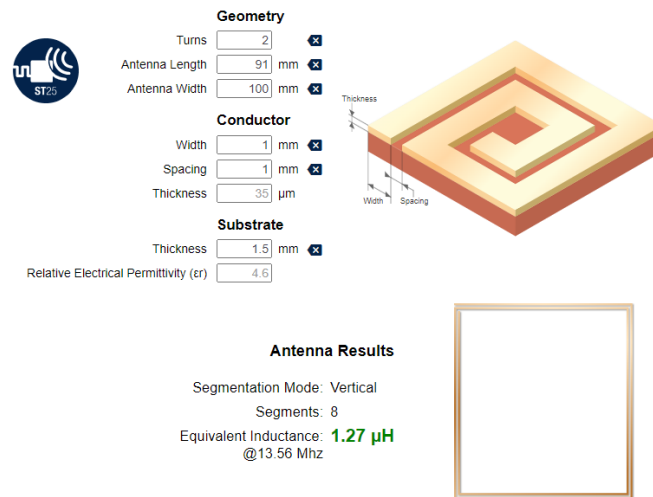 Geometry
Turns 2
Antenna Length 91 mm
Antenna Width 100 mm
Conductor
Width 1 mm
Spacing 1 mm
Thickness 35 μm
Substrate
Thickness 1.5 mm
Relative Electrical Permittivity (εr) 4.6
ST25
Thickness
Width
Spacing
Antenna Results
Segmentation Mode: Vertical
Segments: 8
Equivalent Inductance: 1.27 μH
@13.56 Mhz